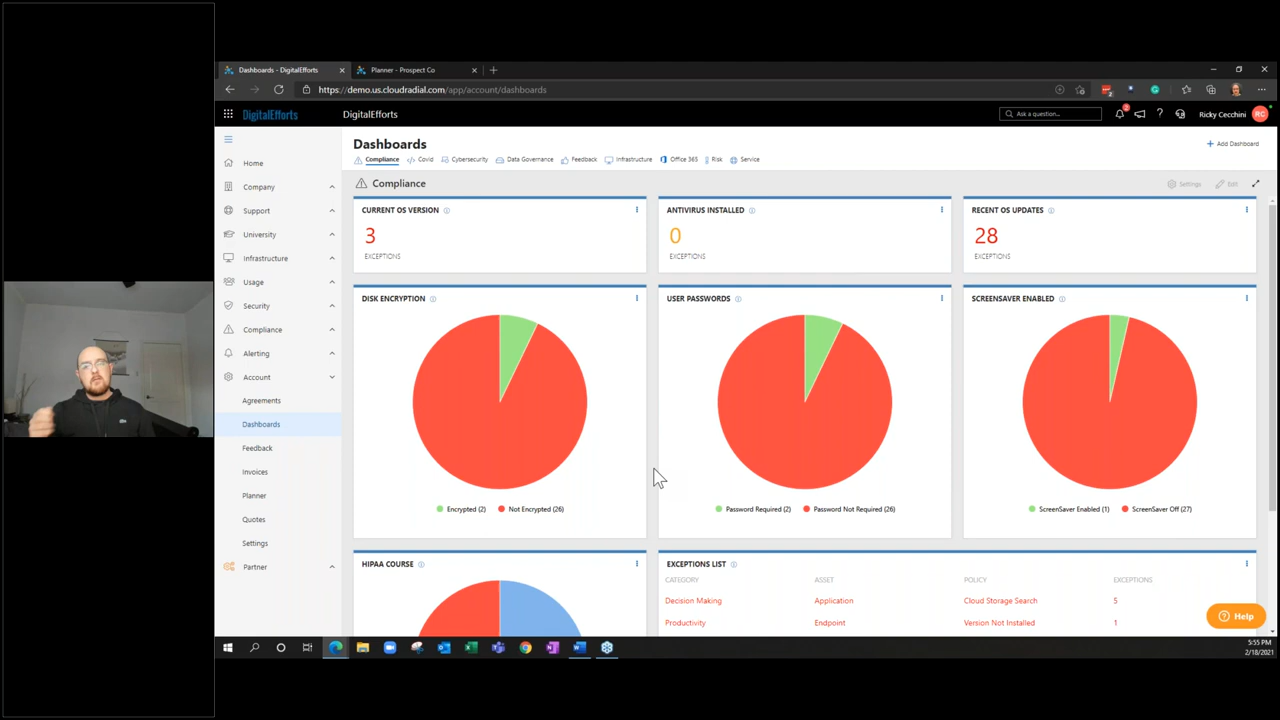 Dashboards - DigitalEfforts
Planner - Prospect Co
https://demo.us.cloudradial.com/app/account/dashboards
DigitalEfforts
DigitalEfforts
Ask a question...
2
Ricky Cecchini
RC
Home
Company
Support
University
Infrastructure
Usage
Security
Compliance
Alerting
Account
Agreements
Dashboards
Feedback
Invoices
Planner
Quotes
Settings
Partner
Dashboards
Add Dashboard
Compliance Covid Cybersecurity Data Governance Feedback Infrastructure Office 365 Risk Service
Compliance
Settings Edit
CURRENT OS VERSION
3
EXCEPTIONS
ANTIVIRUS INSTALLED
0
EXCEPTIONS
RECENT OS UPDATES
28
EXCEPTIONS
DISK ENCRYPTION
Encrypted (2) Not Encrypted (26)
USER PASSWORDS
Password Required (2) Password Not Required (26)
SCREENSAVER ENABLED
ScreenSaver Enabled (1) ScreenSaver Off (27)
HIPAA COURSE
EXCEPTIONS LIST
CATEGORY ASSET POLICY EXCEPTIONS
Decision Making Application Cloud Storage Search 5
Productivity Endpoint Version Not Installed 1
Help
5:55 PM
2/18/2021